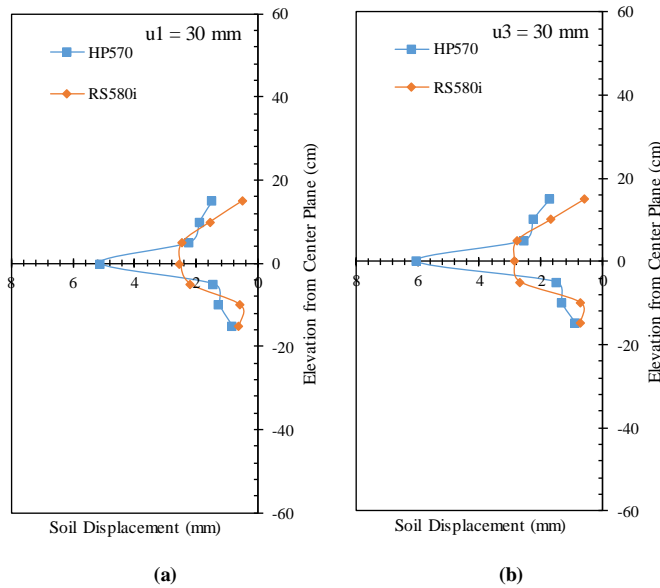 u1 = 30 mm
HP570
RS580i
60
40
20
0
-20
-40
-60
8
6
4
2
0
Elevation from Center Plane (cm)
Soil Displacement (mm)
(a)
u3 = 30 mm
HP570
RS580i
60
40
20
0
-20
-40
-60
8
6
4
2
0
Elevation from Center Plane (cm)
Soil Displacement (mm)
(b)